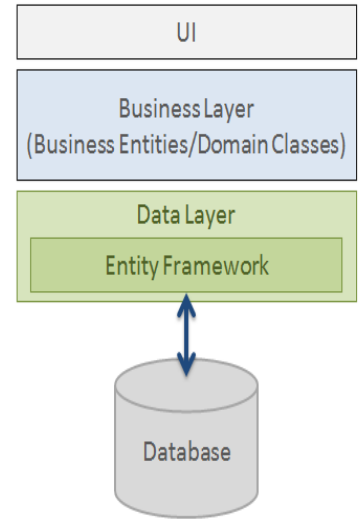 UI
Business Layer
(Business Entities/Domain Classes)
Data Layer
Entity Framework
Database